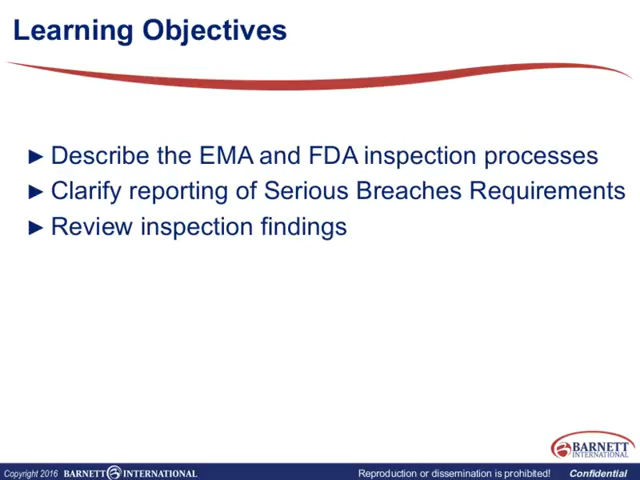 Learning Objectives
► Describe the EMA and FDA inspection processes
► Clarify reporting of Serious Breaches Requirements
► Review inspection findings
BARNETT
INTERNATIONAL
Copyright 2016 BARNETT INTERNATIONAL Reproduction or dissemination is prohibited! Confidential